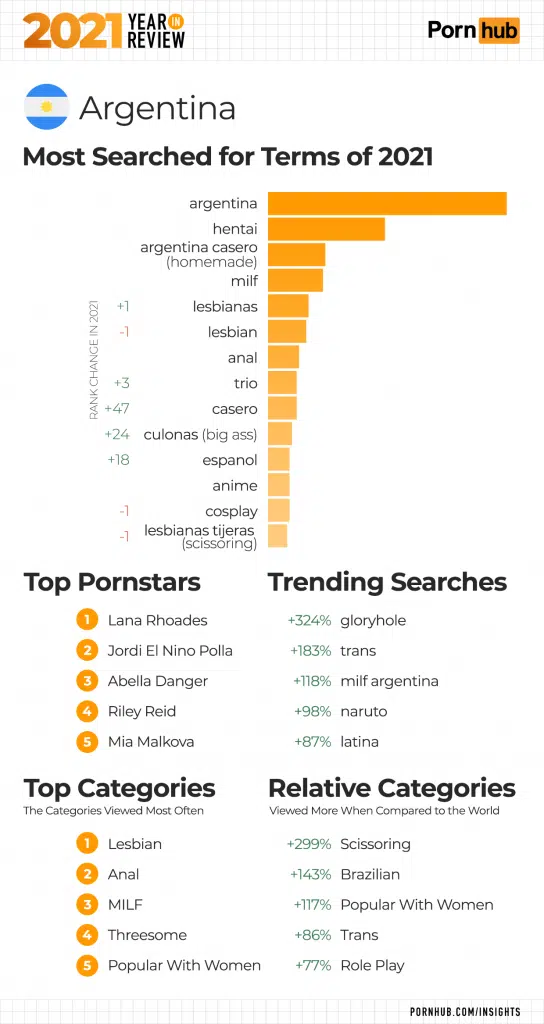 2021 YEAR IN REVIEW
Porn hub
Argentina
Most Searched for Terms of 2021
RANK CHANGE IN 2021
argentina
hentai
argentina casero
(homemade)
milf
+1 lesbianas
-1 lesbian
anal
+3 trio
+47 casero
+24 culonas (big ass)
+18 espanol
anime
-1 cosplay
-1 lesbianas tijeras
(scissoring)
Top Pornstars
1 Lana Rhoades
2 Jordi El Nino Polla
3 Abella Danger
4 Riley Reid
5 Mia Malkova
Trending Searches
+324% gloryhole
+183% trans
+118% milf argentina
+98% naruto
+87% latina
Top Categories
The Categories Viewed Most Often
1 Lesbian
2 Anal
3 MILF
4 Threesome
5 Popular With Women
Relative Categories
Viewed More When Compared to the World
+299% Scissoring
+143% Brazilian
+117% Popular With Women
+86% Trans
+77% Role Play
PORNHUB.COM/INSIGHTS